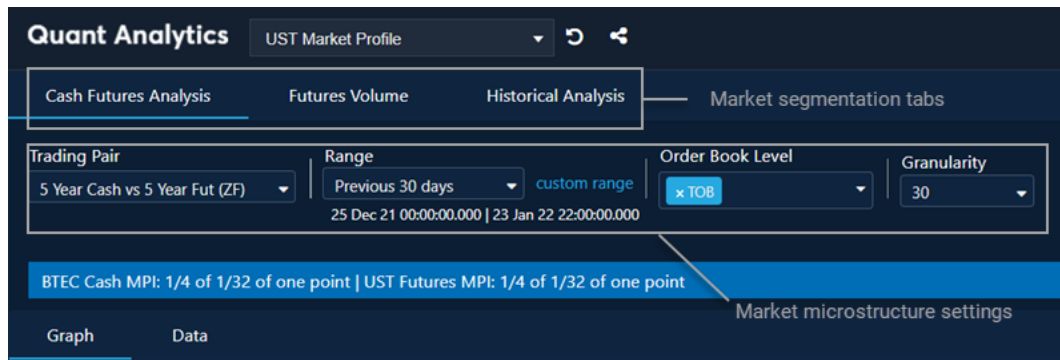 Quant Analytics UST Market Profile
Cash Futures Analysis Futures Volume Historical Analysis Market segmentation tabs
Trading Pair Range Order Book Level Granularity
5 Year Cash vs 5 Year Fut (ZF) Previous 30 days custom range × TOB 30
25 Dec 21 00:00:00.000 | 23 Jan 22 22:00:00.000
BTEC Cash MPI: 1/4 of 1/32 of one point | UST Futures MPI: 1/4 of 1/32 of one point
Market microstructure settings
Graph Data